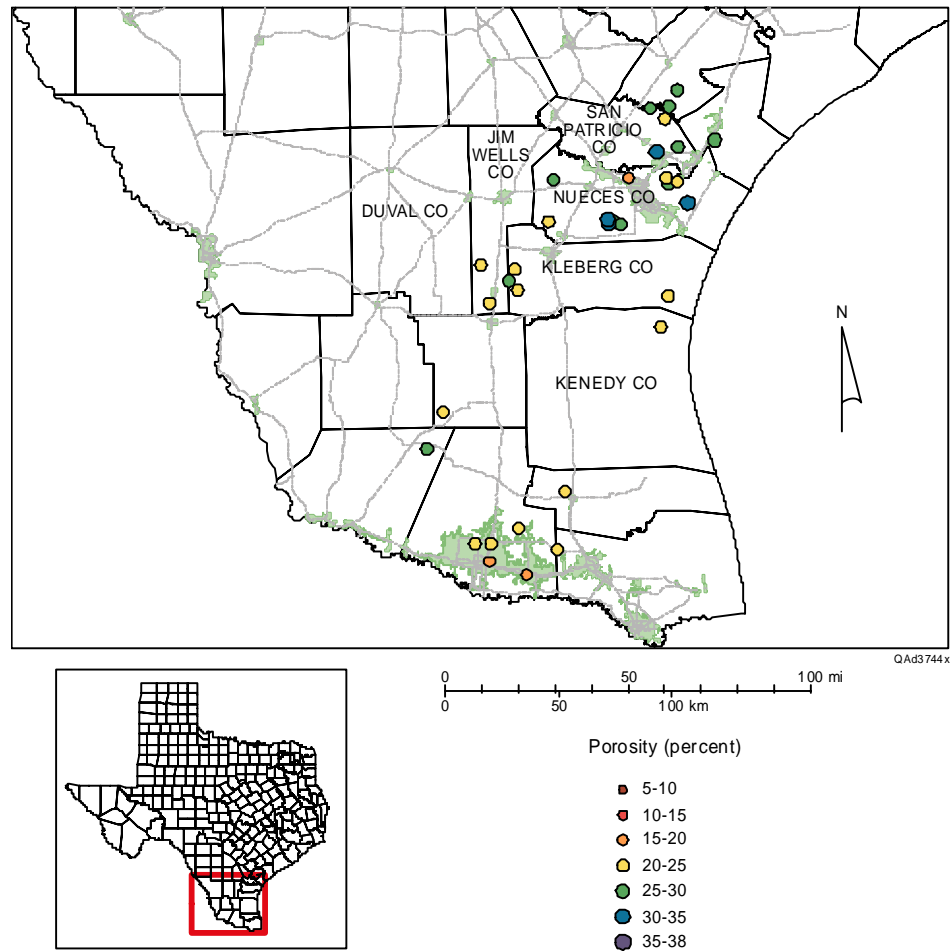 SAN
PATRICIO
CO
JIM
WELLS
CO
NUECES CO
DUVAL CO
KLEBERG CO
N
KENEDY CO
QAd3744x
0 50 100 mi
0 50 100 km
Porosity (percent)
5-10
10-15
15-20
20-25
25-30
30-35
35-38